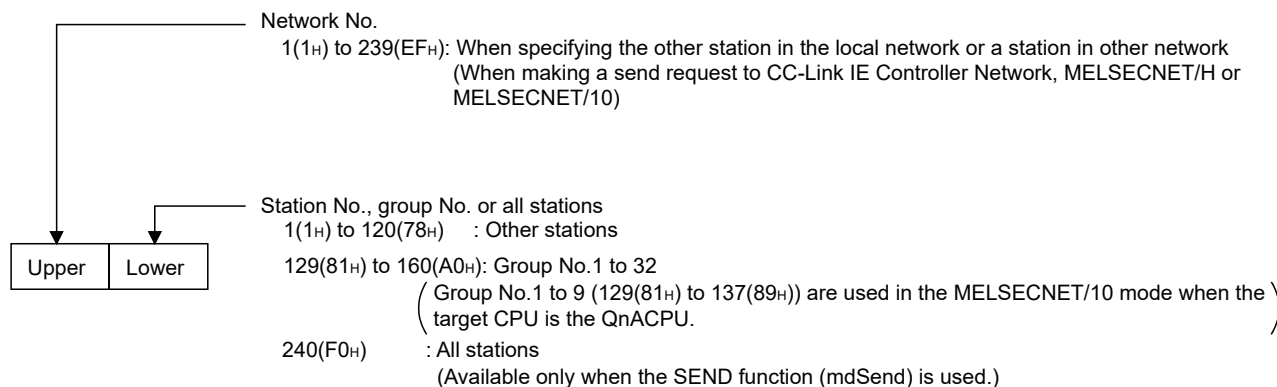 Network No.
1(1H) to 239(EFH): When specifying the other station in the local network or a station in other network
(When making a send request to CC-Link IE Controller Network, MELSECNET/H or
MELSECNET/10)
Station No., group No. or all stations
1(1H) to 120(78H) : Other stations
Upper Lower
129(81H) to 160(A0H): Group No.1 to 32
(Group No.1 to 9 (129(81H) to 137(89H)) are used in the MELSECNET/10 mode when the
target CPU is the QnACPU.)
240(F0H) : All stations
(Available only when the SEND function (mdSend) is used.)